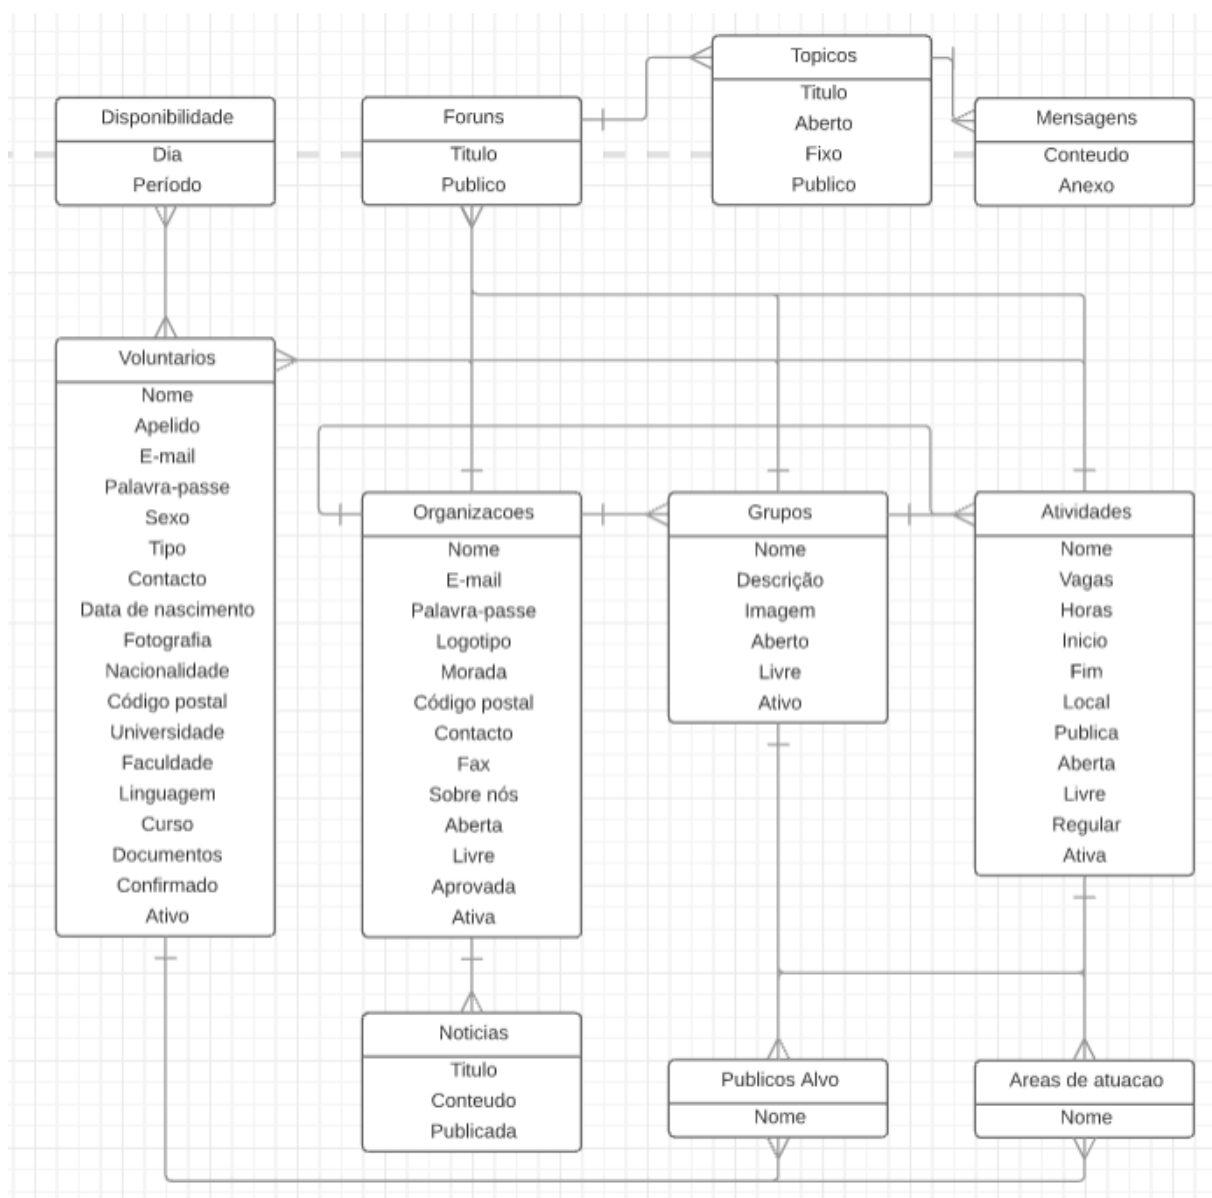 Topicos
Titulo
Aberto
Fixo
Publico
Disponibilidade
Dia
Período
Foruns
Titulo
Publico
Mensagens
Conteudo
Anexo
Voluntarios
Nome
Apelido
E-mail
Palavra-passe
Sexo
Tipo
Contacto
Data de nascimento
Fotografia
Nacionalidade
Código postal
Universidade
Faculdade
Linguagem
Curso
Documentos
Confirmado
Ativo
Organizacoes
Nome
E-mail
Palavra-passe
Logotipo
Morada
Código postal
Contacto
Fax
Sobre nós
Aberta
Livre
Aprovada
Ativa
Grupos
Nome
Descrição
Imagem
Aberto
Livre
Ativo
Atividades
Nome
Vagas
Horas
Inicio
Fim
Local
Publica
Aberta
Livre
Regular
Ativa
Noticias
Titulo
Conteudo
Publicada
Publicos Alvo
Nome
Areas de atuacao
Nome